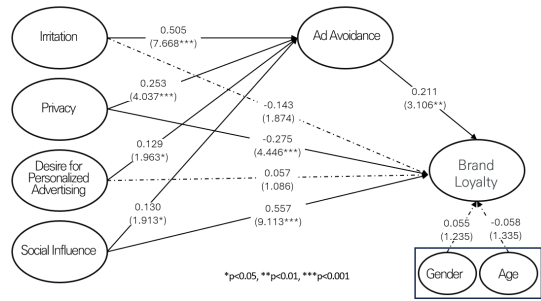 Irritation
0.505
(7.668***)
Ad Avoidance
0.253
(4.037***)
0.211
(3.106**)
Privacy
-0.143
(1.874)
0.129
(1.963*)
-0.275
(4.446***)
Desire for
Personalized
Advertising
0.057
(1.086)
Brand
Loyalty
0.130
(1.913*)
0.557
(9.113***)
Social Influence
0.055
(1.235)
-0.058
(1.335)
*p<0.05, **p<0.01, ***p<0.001
Gender
Age